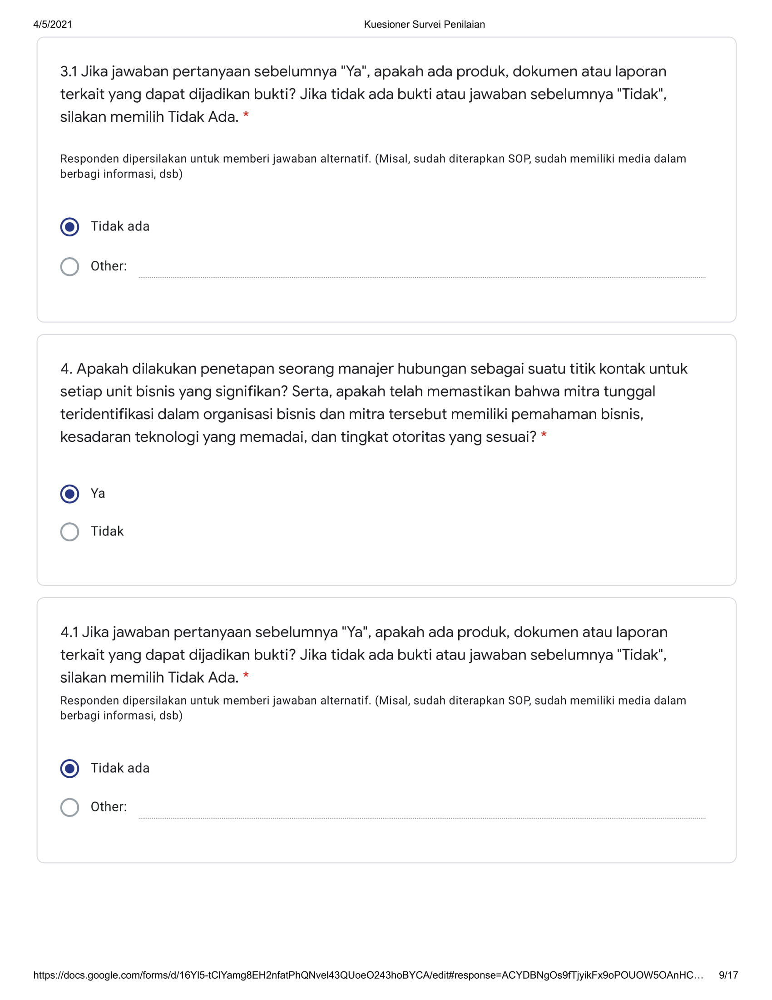 4/5/2021
Kuesioner Survei Penilaian
3.1 Jika jawaban pertanyaan sebelumnya "Ya", apakah ada produk, dokumen atau laporan
terkait yang dapat dijadikan bukti? Jika tidak ada bukti atau jawaban sebelumnya "Tidak",
silakan memilih Tidak Ada. *
Responden dipersilakan untuk memberi jawaban alternatif. (Misal, sudah diterapkan SOP, sudah memiliki media dalam
berbagi informasi, dsb)
Tidak ada
Other:
4. Apakah dilakukan penetapan seorang manajer hubungan sebagai suatu titik kontak untuk
setiap unit bisnis yang signifikan? Serta, apakah telah memastikan bahwa mitra tunggal
teridentifikasi dalam organisasi bisnis dan mitra tersebut memiliki pemahaman bisnis,
kesadaran teknologi yang memadai, dan tingkat otoritas yang sesuai? *
Ya
Tidak
4.1 Jika jawaban pertanyaan sebelumnya "Ya", apakah ada produk, dokumen atau laporan
terkait yang dapat dijadikan bukti? Jika tidak ada bukti atau jawaban sebelumnya "Tidak",
silakan memilih Tidak Ada. *
Responden dipersilakan untuk memberi jawaban alternatif. (Misal, sudah diterapkan SOP, sudah memiliki media dalam
berbagi informasi, dsb)
Tidak ada
Other:
https://docs.google.com/forms/d/16YI5-tClYamg8EH2nfatPhQNvel43QUoeO243hoBYCA/edit#response=ACYDBNgOs9fTjyikFx9oPOUOW5OAnHC…
9/17